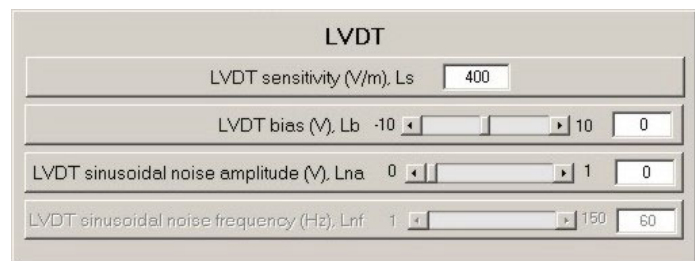 LVDT
LVDT sensitivity (V/m), Ls 400
LVDT bias (V), Lb -10 10 0
LVDT sinusoidal noise amplitude (V), Lna 0 1 0
LVDT sinusoidal noise frequency (Hz), Lnf 1 150 60